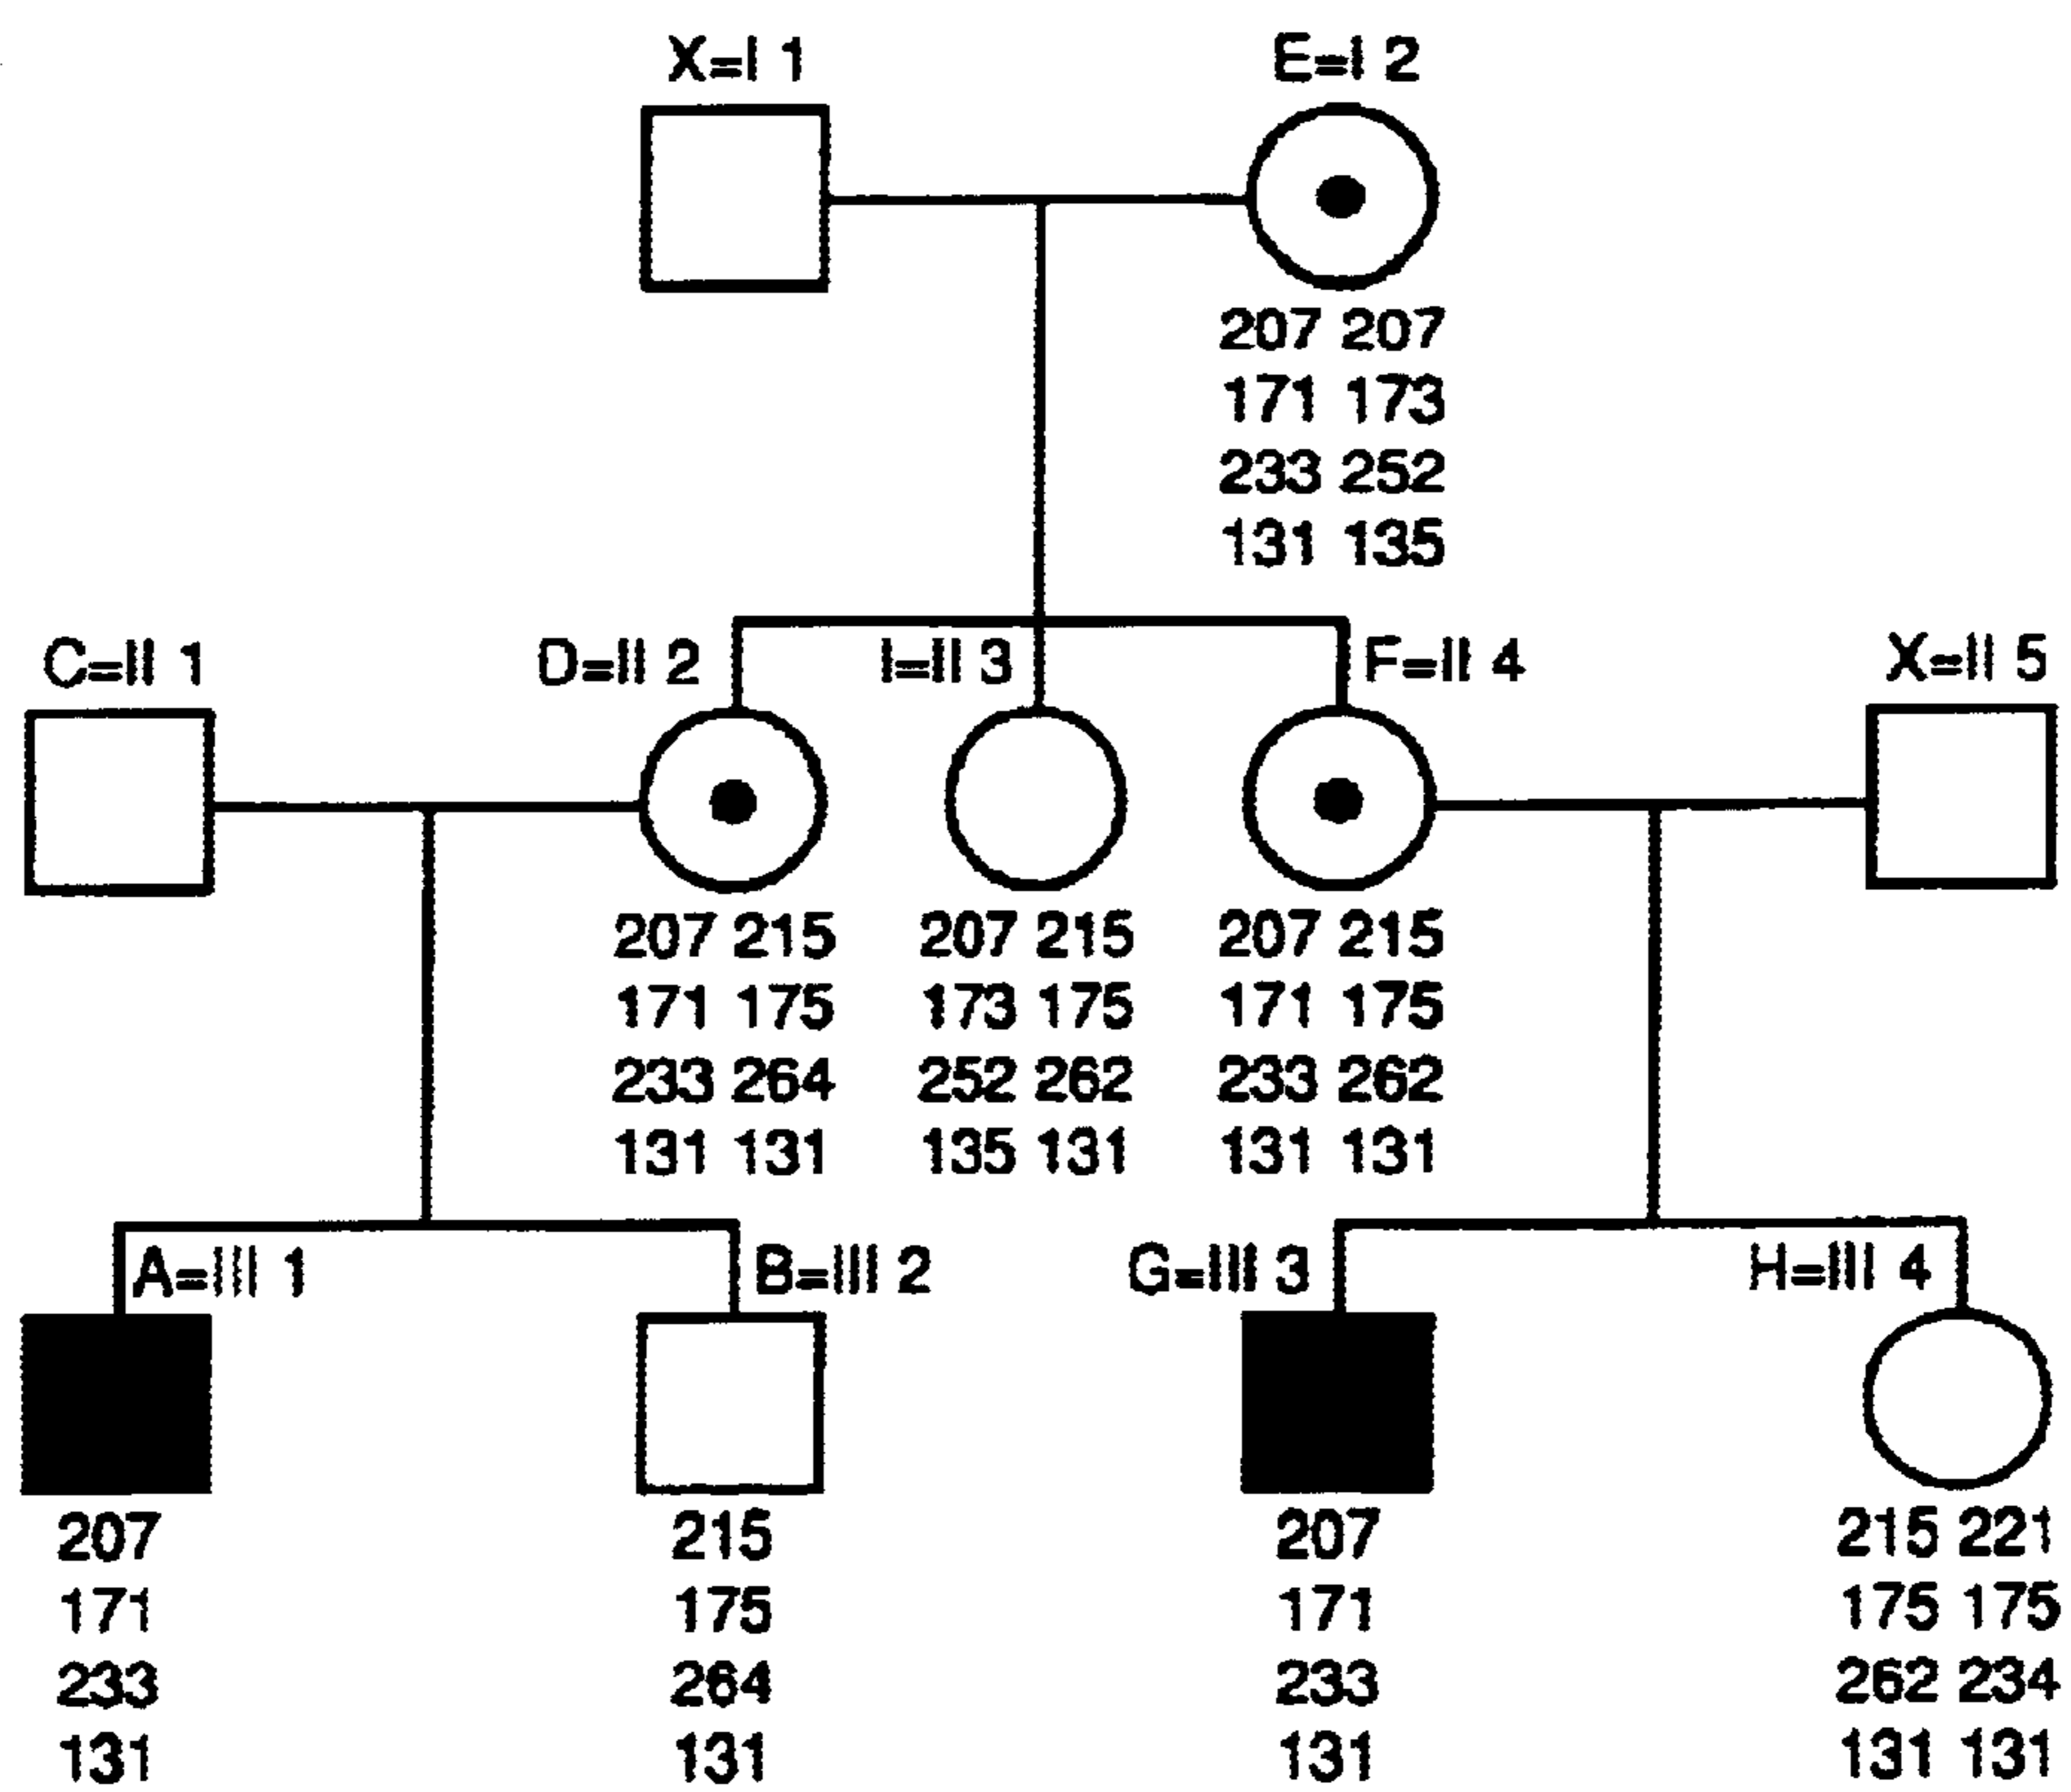 X=I 1
E=I 2
207 207
171 173
233 252
131 135
C=II 1
D=II 2
I=II 3
F=II 4
X=II 5
207 215
171 175
233 264
131 131
207 215
173 175
252 262
135 131
207 215
171 175
233 262
131 131
A=III 1
B=III 2
G=III 3
H=III 4
207
171
233
131
215
175
264
131
207
171
233
131
215 221
175 175
262 234
131 131